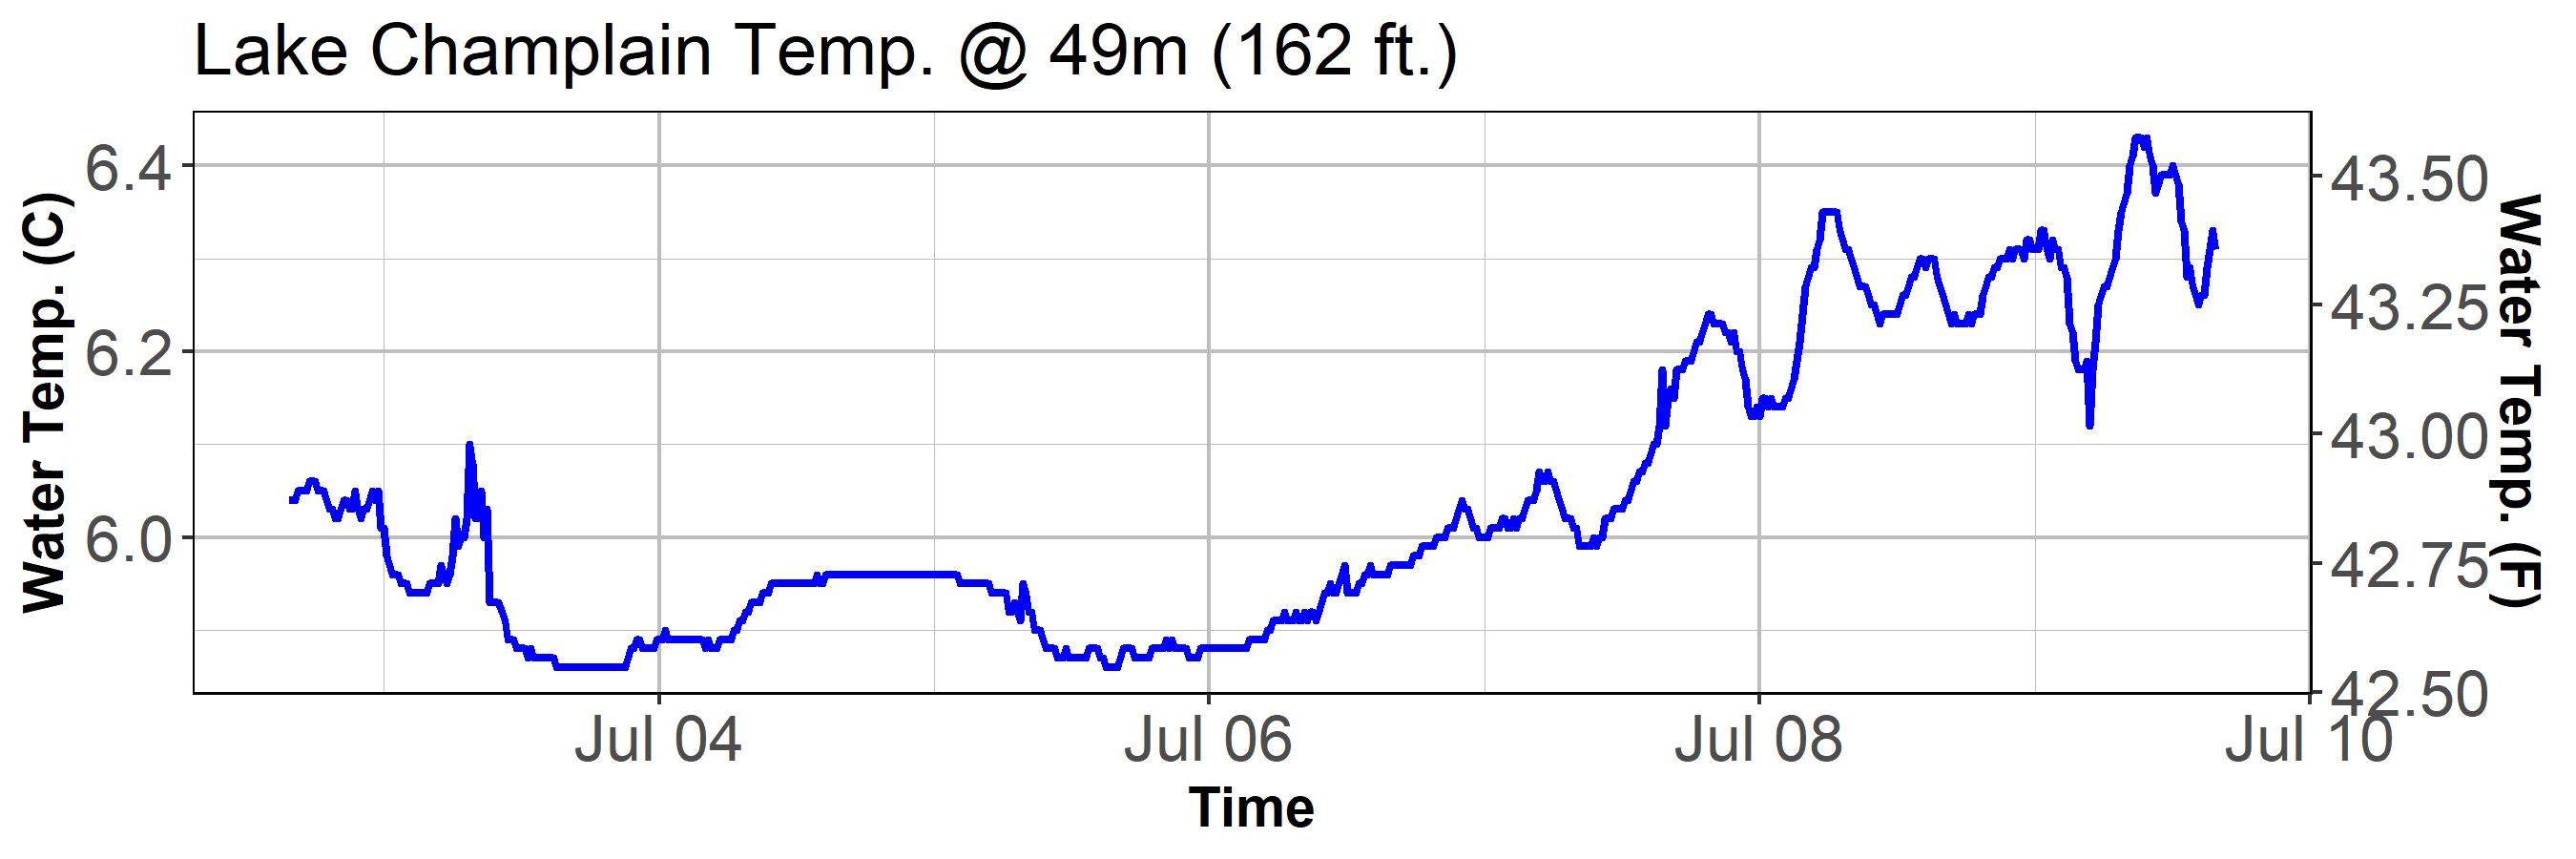 Lake Champlain Temp. @ 49m (162 ft.)
Water Temp. (C)
6.4
6.2
6.0
43.50
43.25
43.00
42.75
42.50
Water Temp. (F)
Jul 04
Jul 06
Jul 08
Jul 10
Time